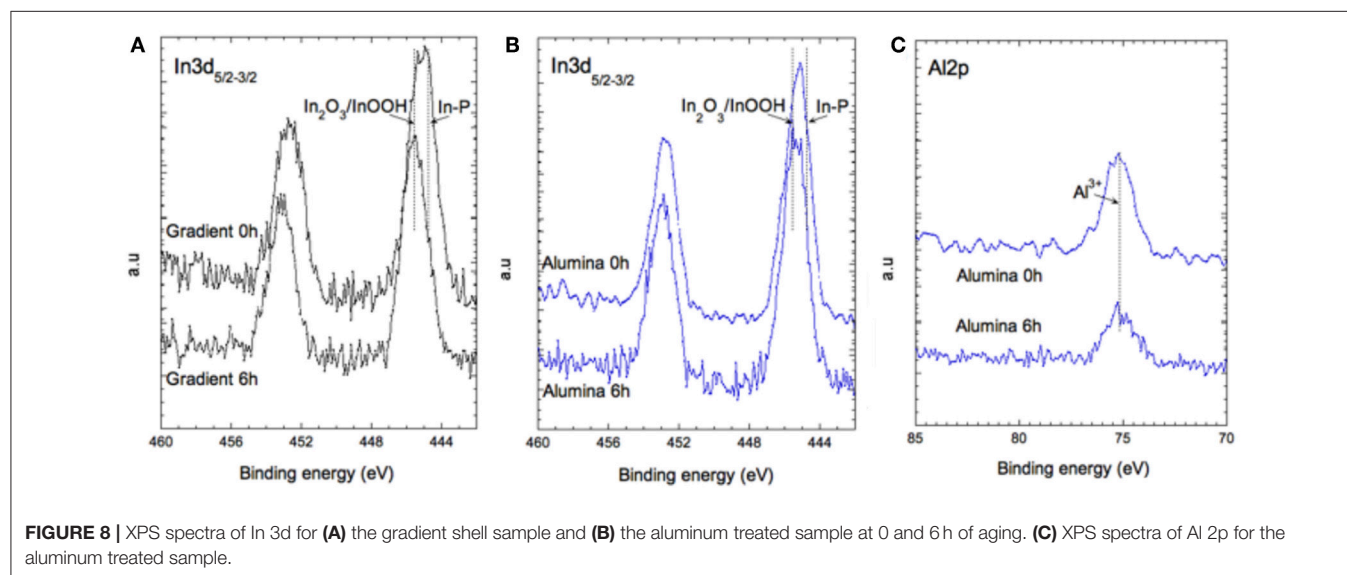 A
In3d5/2-3/2
In2O3/InOOH
In-P
Gradient 0h
Gradient 6h
a.u
460 456 452 448 444
Binding energy (eV)
B
In3d5/2-3/2
In2O3/InOOH
In-P
Alumina 0h
Alumina 6h
a.u
460 456 452 448 444
Binding energy (eV)
C
Al2p
Al3+
Alumina 0h
Alumina 6h
a.u
85 80 75 70
Binding energy (eV)
FIGURE 8 | XPS spectra of In 3d for (A) the gradient shell sample and (B) the aluminum treated sample at 0 and 6 h of aging. (C) XPS spectra of Al 2p for the
aluminum treated sample.